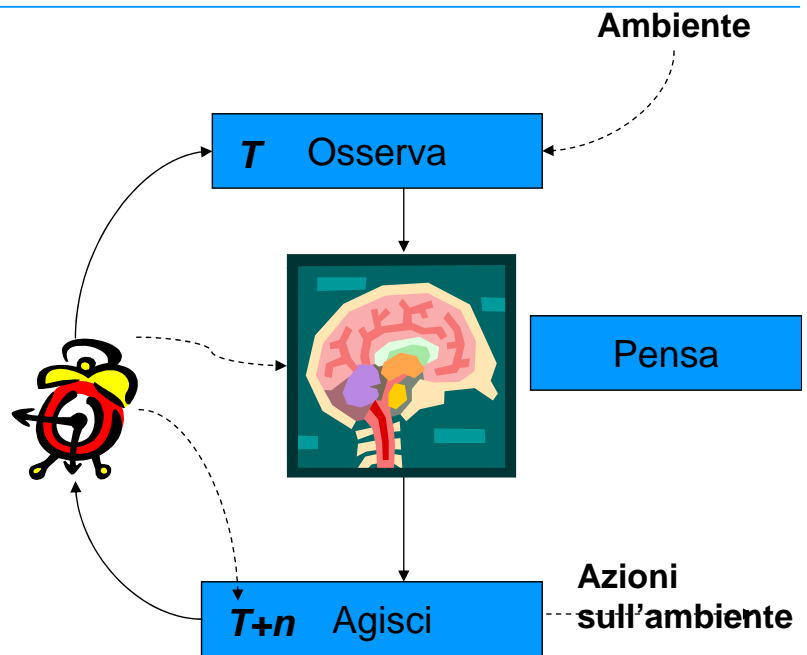 Ambiente
T Osserva
Pensa
Azioni
sull'ambiente
T+n Agisci